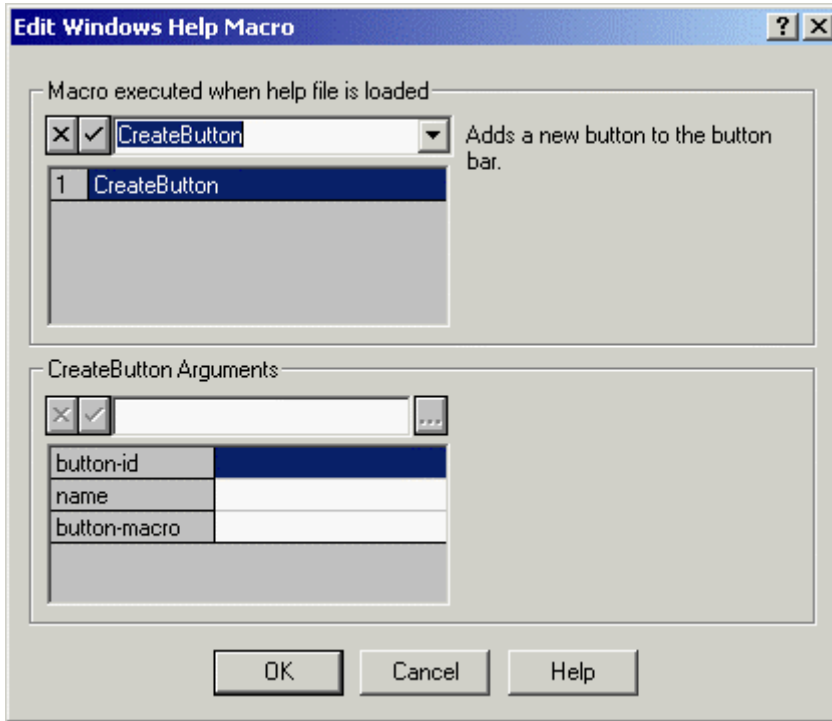 Edit Windows Help Macro
Macro executed when help file is loaded
CreateButton
Adds a new button to the button
bar.
1 CreateButton
CreateButton Arguments
...
button-id
name
button-macro
OK Cancel Help